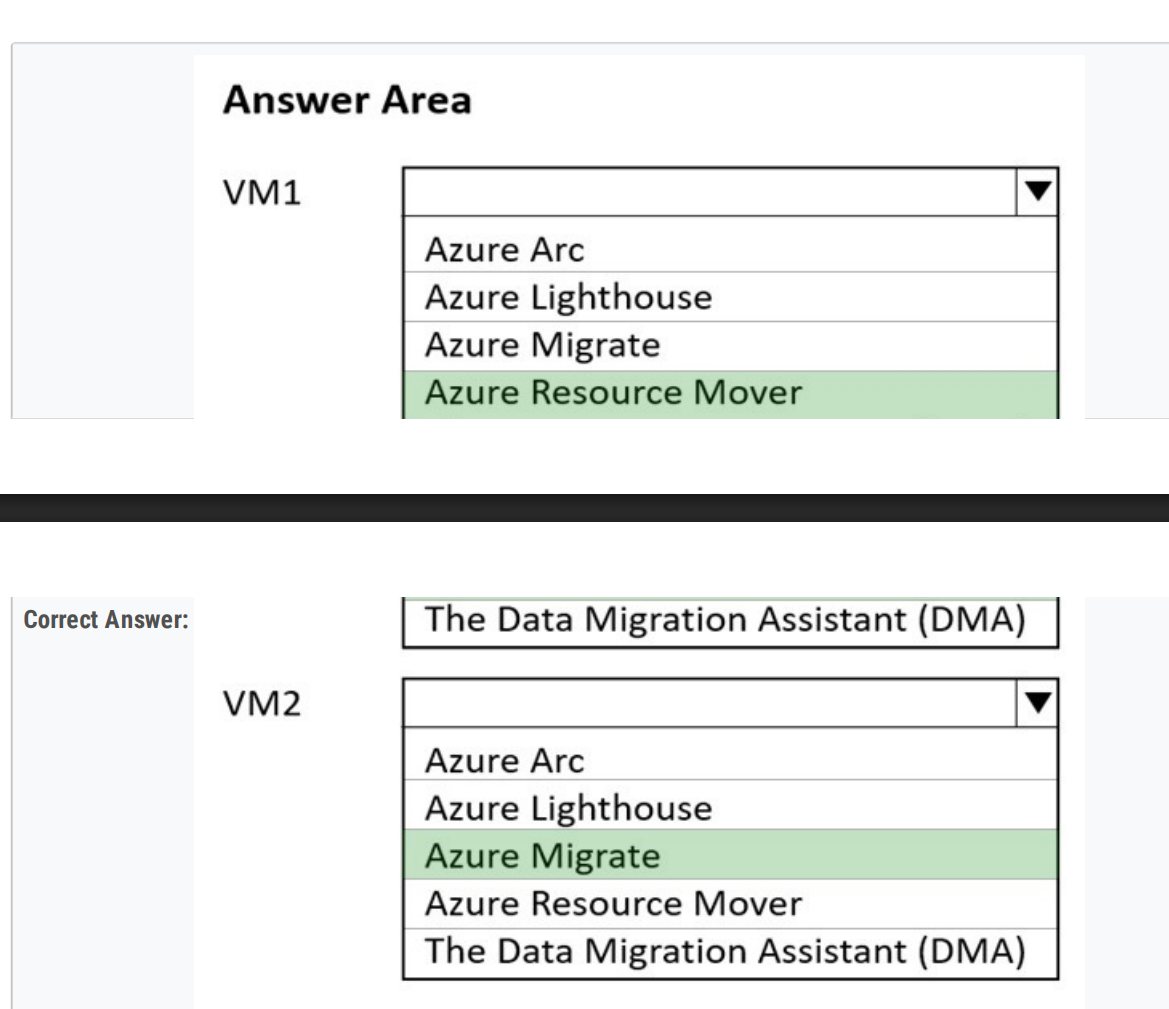 Answer Area
VM1
Azure Arc
Azure Lighthouse
Azure Migrate
Azure Resource Mover
Correct Answer:
The Data Migration Assistant (DMA)
VM2
Azure Arc
Azure Lighthouse
Azure Migrate
Azure Resource Mover
The Data Migration Assistant (DMA)